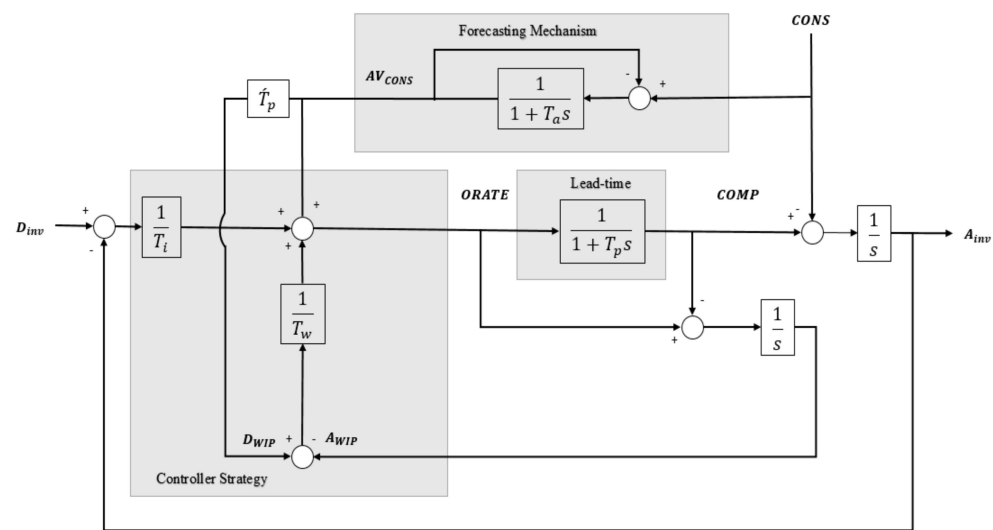 CONS
Forecasting Mechanism
AV_CONS
- +
1 / (1 + T_a s)
T́_p
ORATE
Lead-time
COMP
D_inv
+ -
1 / T_i
+ + +
1 / (1 + T_p s)
+ -
1 / s
A_inv
1 / T_w
- +
1 / s
D_WIP + - A_WIP
Controller Strategy